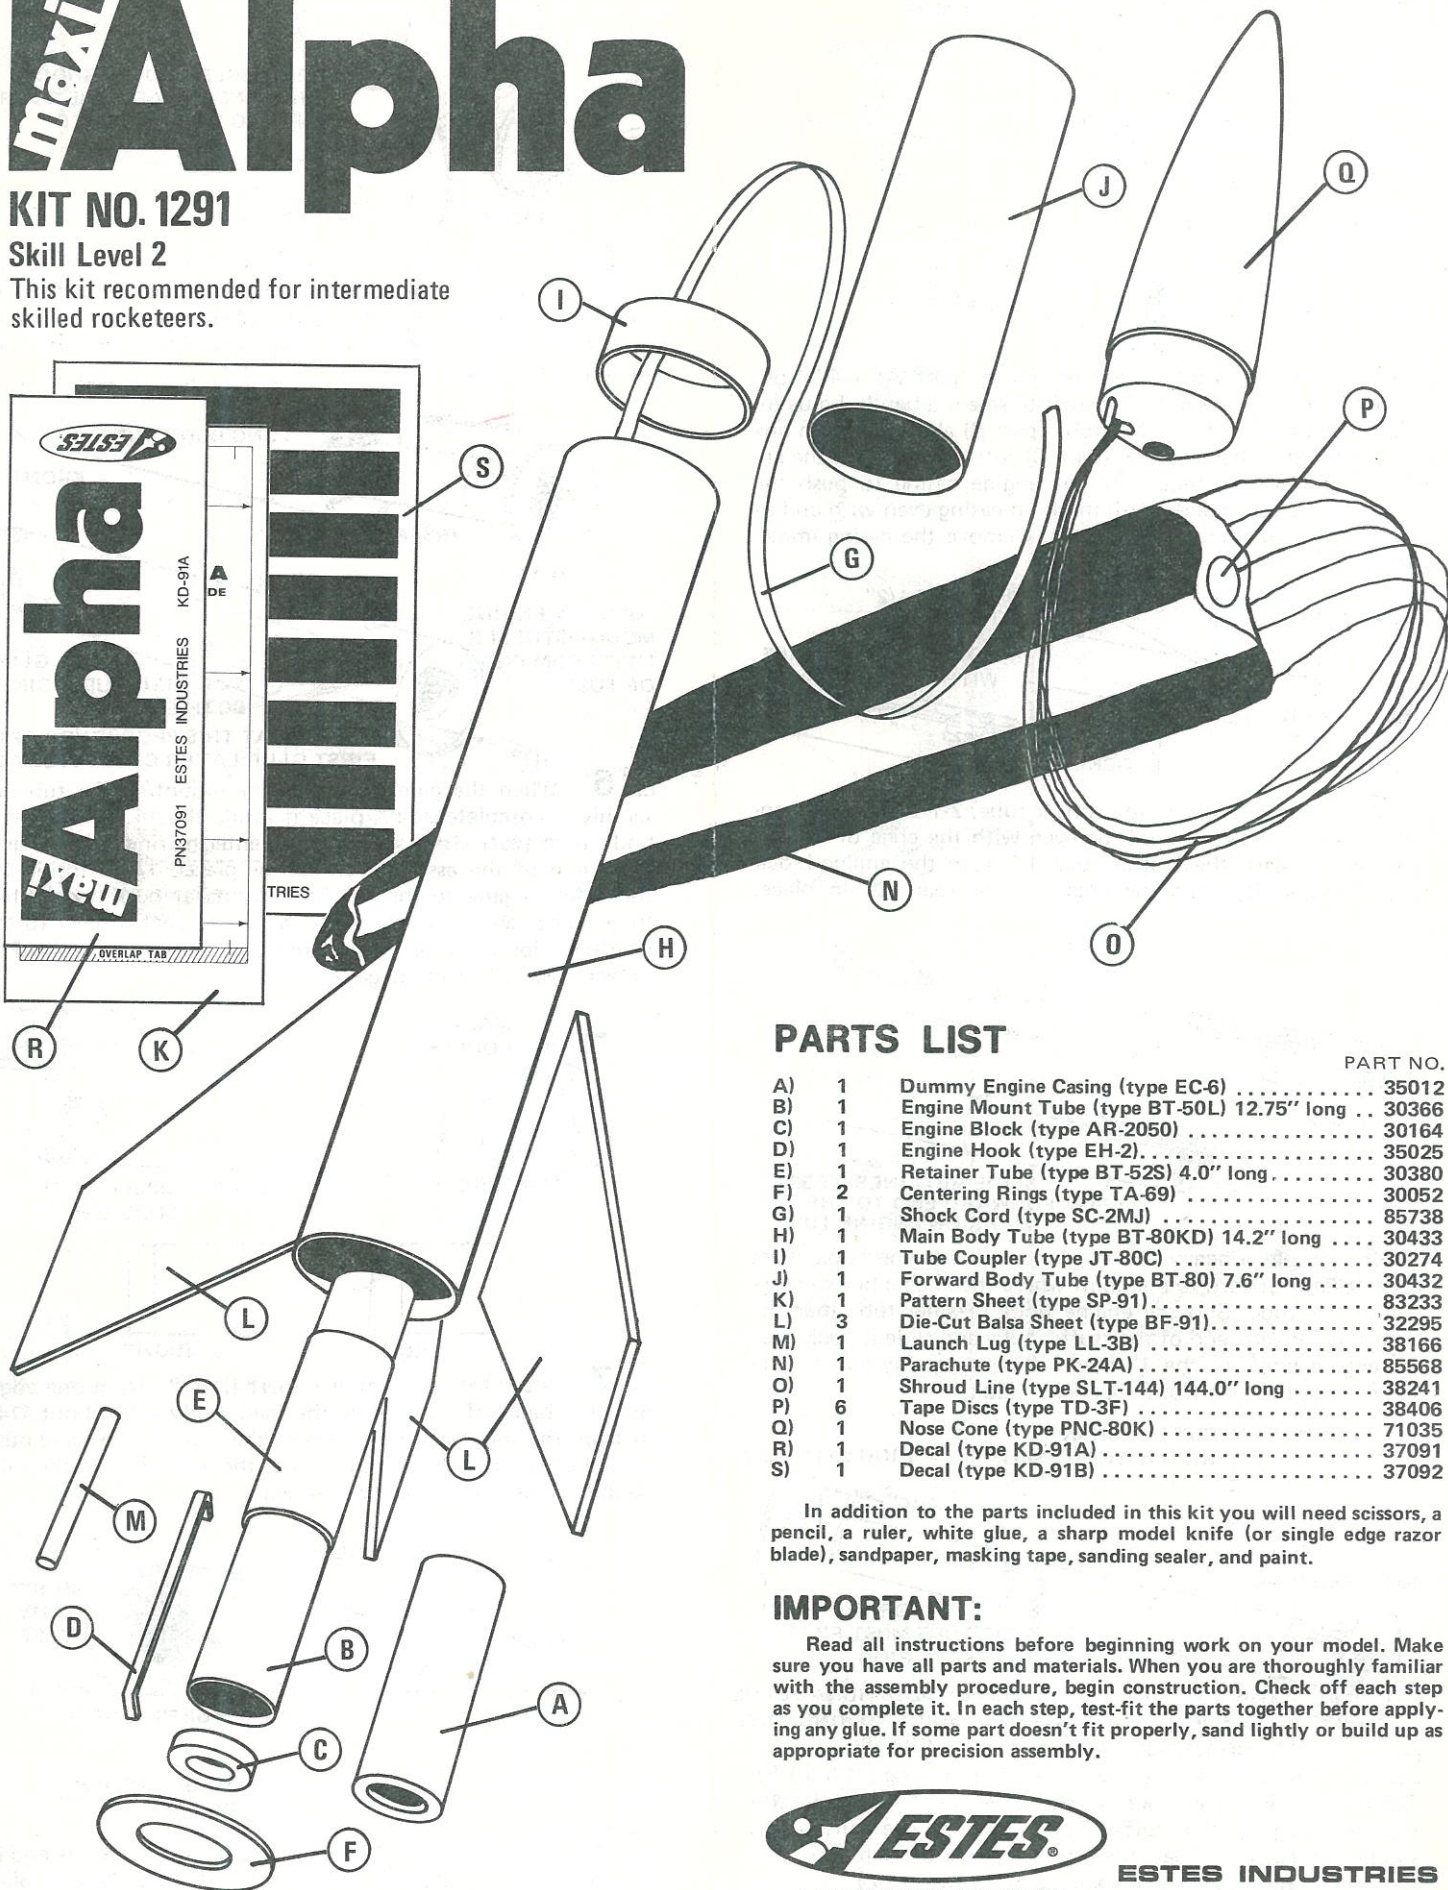 maxi
Alpha
KIT NO. 1291
Skill Level 2
This kit recommended for intermediate
skilled rocketeers.
I
J
Q
P
S
G
N
O
H
R
K
L
L
E
M
D
B
A
C
F
ESTES
maxi
Alpha
PN37091 ESTES INDUSTRIES KD-91A
A
DE
TRIES
OVERLAP TAB
PARTS LIST
PART NO.
A) 1 Dummy Engine Casing (type EC-6) ............ 35012
B) 1 Engine Mount Tube (type BT-50L) 12.75" long .. 30366
C) 1 Engine Block (type AR-2050) ................ 30164
D) 1 Engine Hook (type EH-2)................... 35025
E) 1 Retainer Tube (type BT-52S) 4.0" long......... 30380
F) 2 Centering Rings (type TA-69) ................ 30052
G) 1 Shock Cord (type SC-2MJ) .................. 85738
H) 1 Main Body Tube (type BT-80KD) 14.2" long .... 30433
I) 1 Tube Coupler (type JT-80C) ................. 30274
J) 1 Forward Body Tube (type BT-80) 7.6" long ..... 30432
K) 1 Pattern Sheet (type SP-91)................... 83233
L) 3 Die-Cut Balsa Sheet (type BF-91).............. 32295
M) 1 Launch Lug (type LL-3B) ................... 38166
N) 1 Parachute (type PK-24A) ................... 85568
O) 1 Shroud Line (type SLT-144) 144.0" long ....... 38241
P) 6 Tape Discs (type TD-3F) .................... 38406
Q) 1 Nose Cone (type PNC-80K) .................. 71035
R) 1 Decal (type KD-91A) ...................... 37091
S) 1 Decal (type KD-91B) ...................... 37092
In addition to the parts included in this kit you will need scissors, a
pencil, a ruler, white glue, a sharp model knife (or single edge razor
blade), sandpaper, masking tape, sanding sealer, and paint.
IMPORTANT:
Read all instructions before beginning work on your model. Make
sure you have all parts and materials. When you are thoroughly familiar
with the assembly procedure, begin construction. Check off each step
as you complete it. In each step, test-fit the parts together before apply-
ing any glue. If some part doesn't fit properly, sand lightly or build up as
appropriate for precision assembly.
ESTES®
ESTES INDUSTRIES